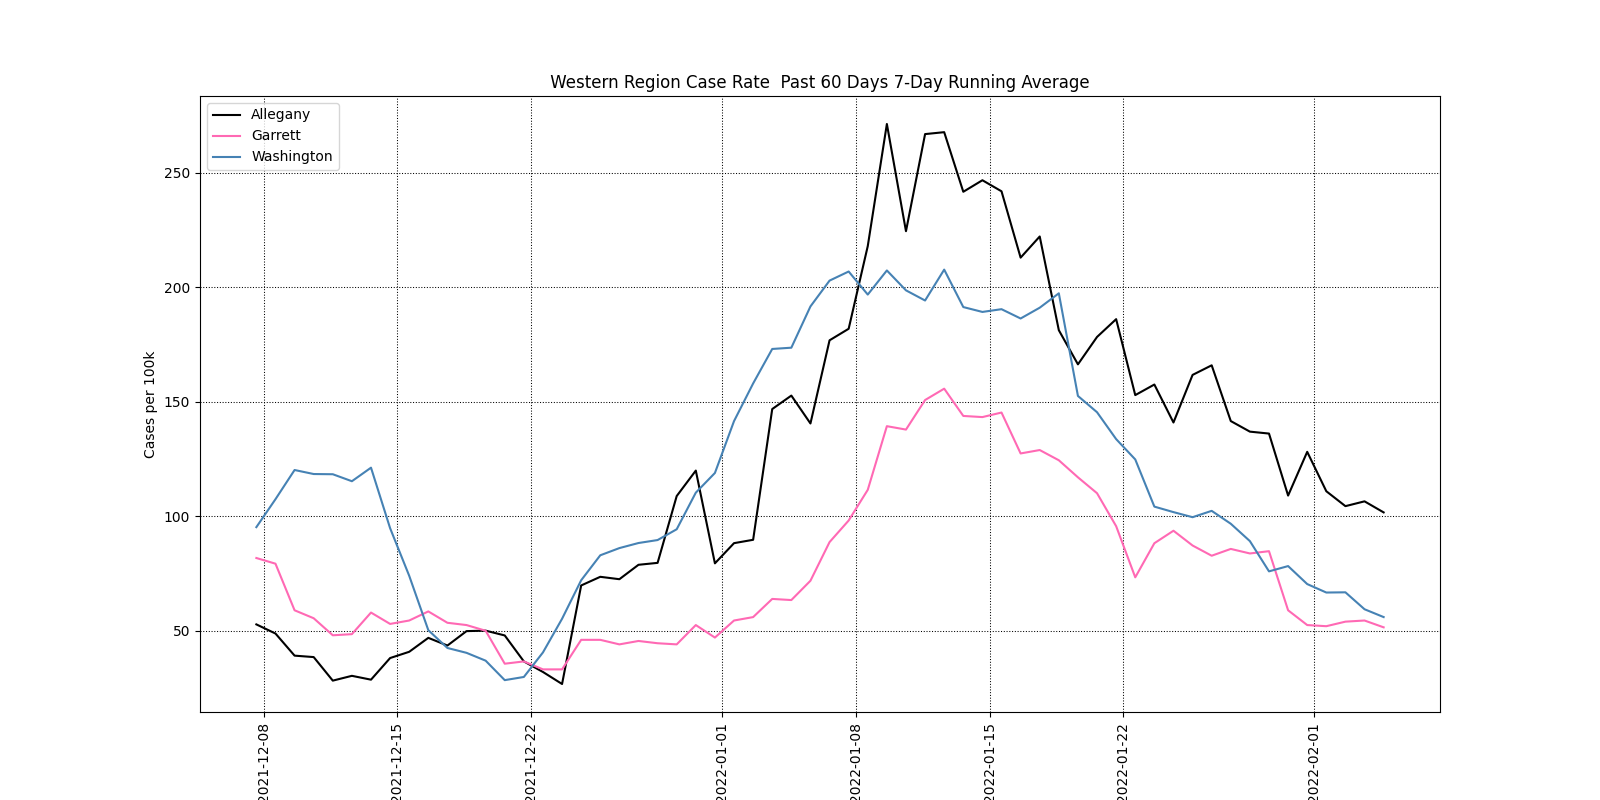 Western Region Case Rate  Past 60 Days 7-Day Running Average
Allegany
Garrett
Washington
Cases per 100k
250
200
150
100
50
2021-12-08
2021-12-15
2021-12-22
2022-01-01
2022-01-08
2022-01-15
2022-01-22
2022-02-01